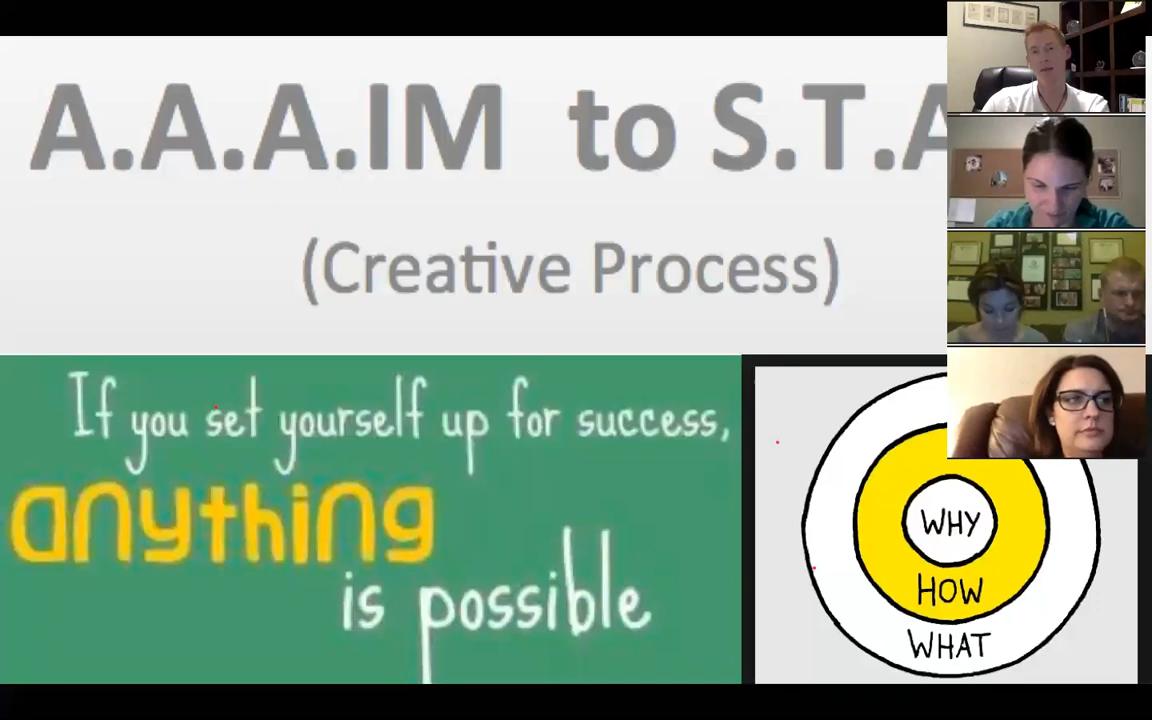 A.A.A.IM to S.T.A
(Creative Process)
If you set yourself up for success,
anything
is possible
WHY
HOW
WHAT